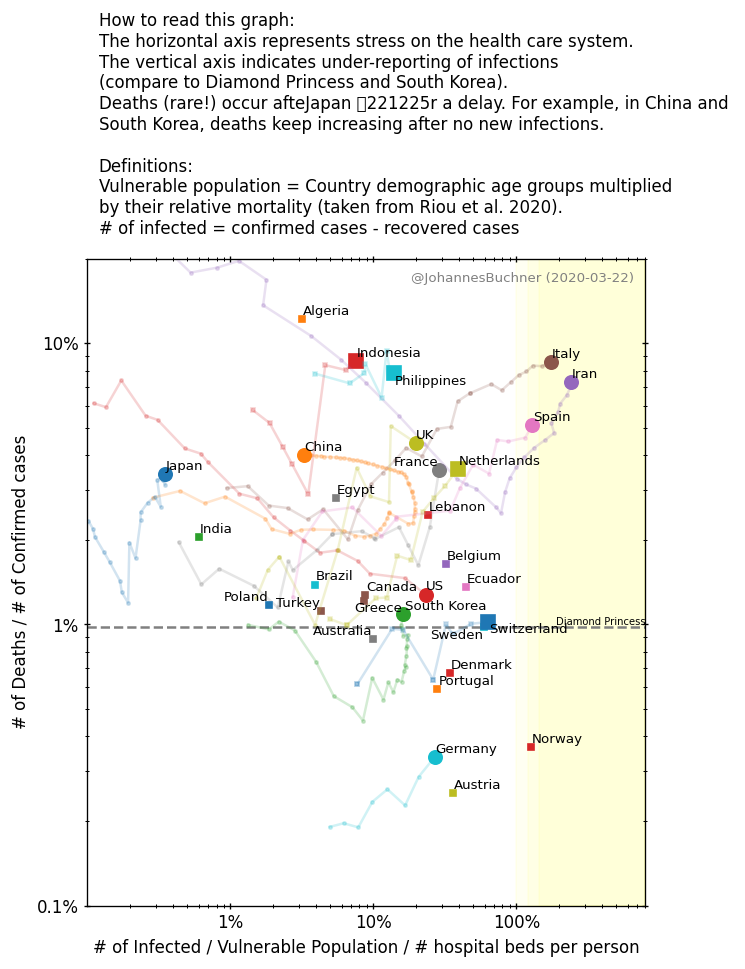 How to read this graph:
The horizontal axis represents stress on the health care system.
The vertical axis indicates under-reporting of infections
(compare to Diamond Princess and South Korea).
Deaths (rare!) occur afteJapan 221225r a delay. For example, in China and
South Korea, deaths keep increasing after no new infections.
Definitions:
Vulnerable population = Country demographic age groups multiplied
by their relative mortality (taken from Riou et al. 2020).
# of infected = confirmed cases - recovered cases
@JohannesBuchner (2020-03-22)
Algeria
Indonesia
Italy
Philippines
Iran
Spain
UK
China
France
Netherlands
Japan
Egypt
Lebanon
India
Belgium
Brazil
Ecuador
Canada
US
Poland
Turkey
Greece
South Korea
Diamond Princess
Australia
Sweden
Switzerland
Denmark
Portugal
Norway
Germany
Austria
10%
1%
0.1%
# of Deaths / # of Confirmed cases
1%
10%
100%
# of Infected / Vulnerable Population / # hospital beds per person